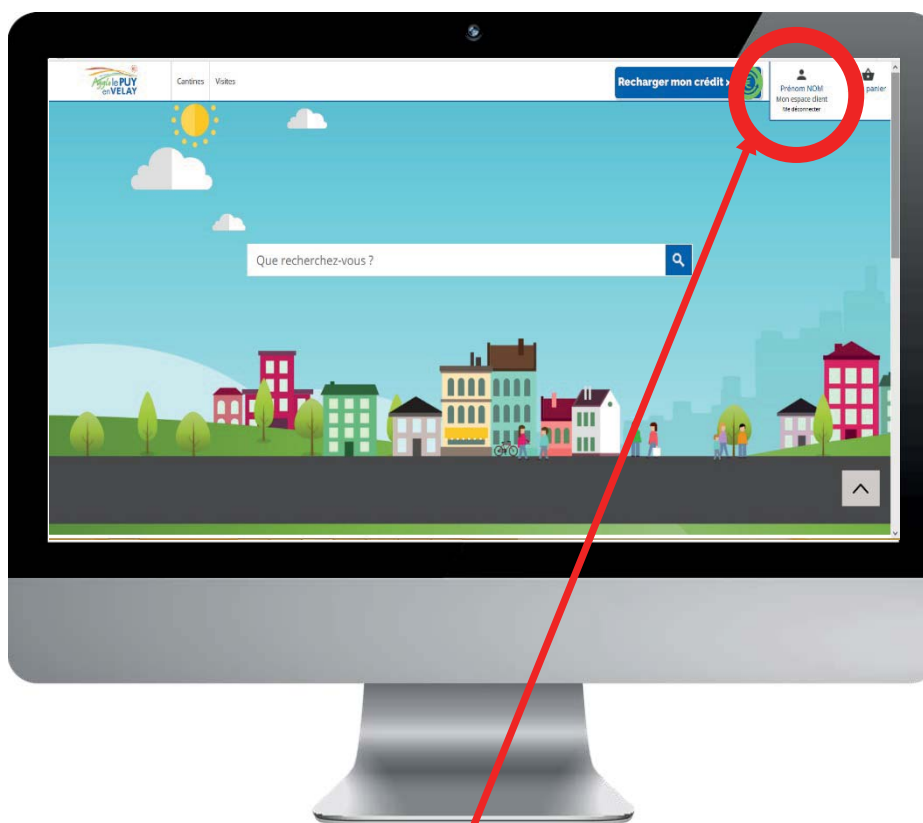 Agglo le PUY
en VELAY
Cantines Visites
Recharger mon crédit >
Prénom NOM
Mon espace client
Me déconnecter
panier
Que recherchez-vous ?